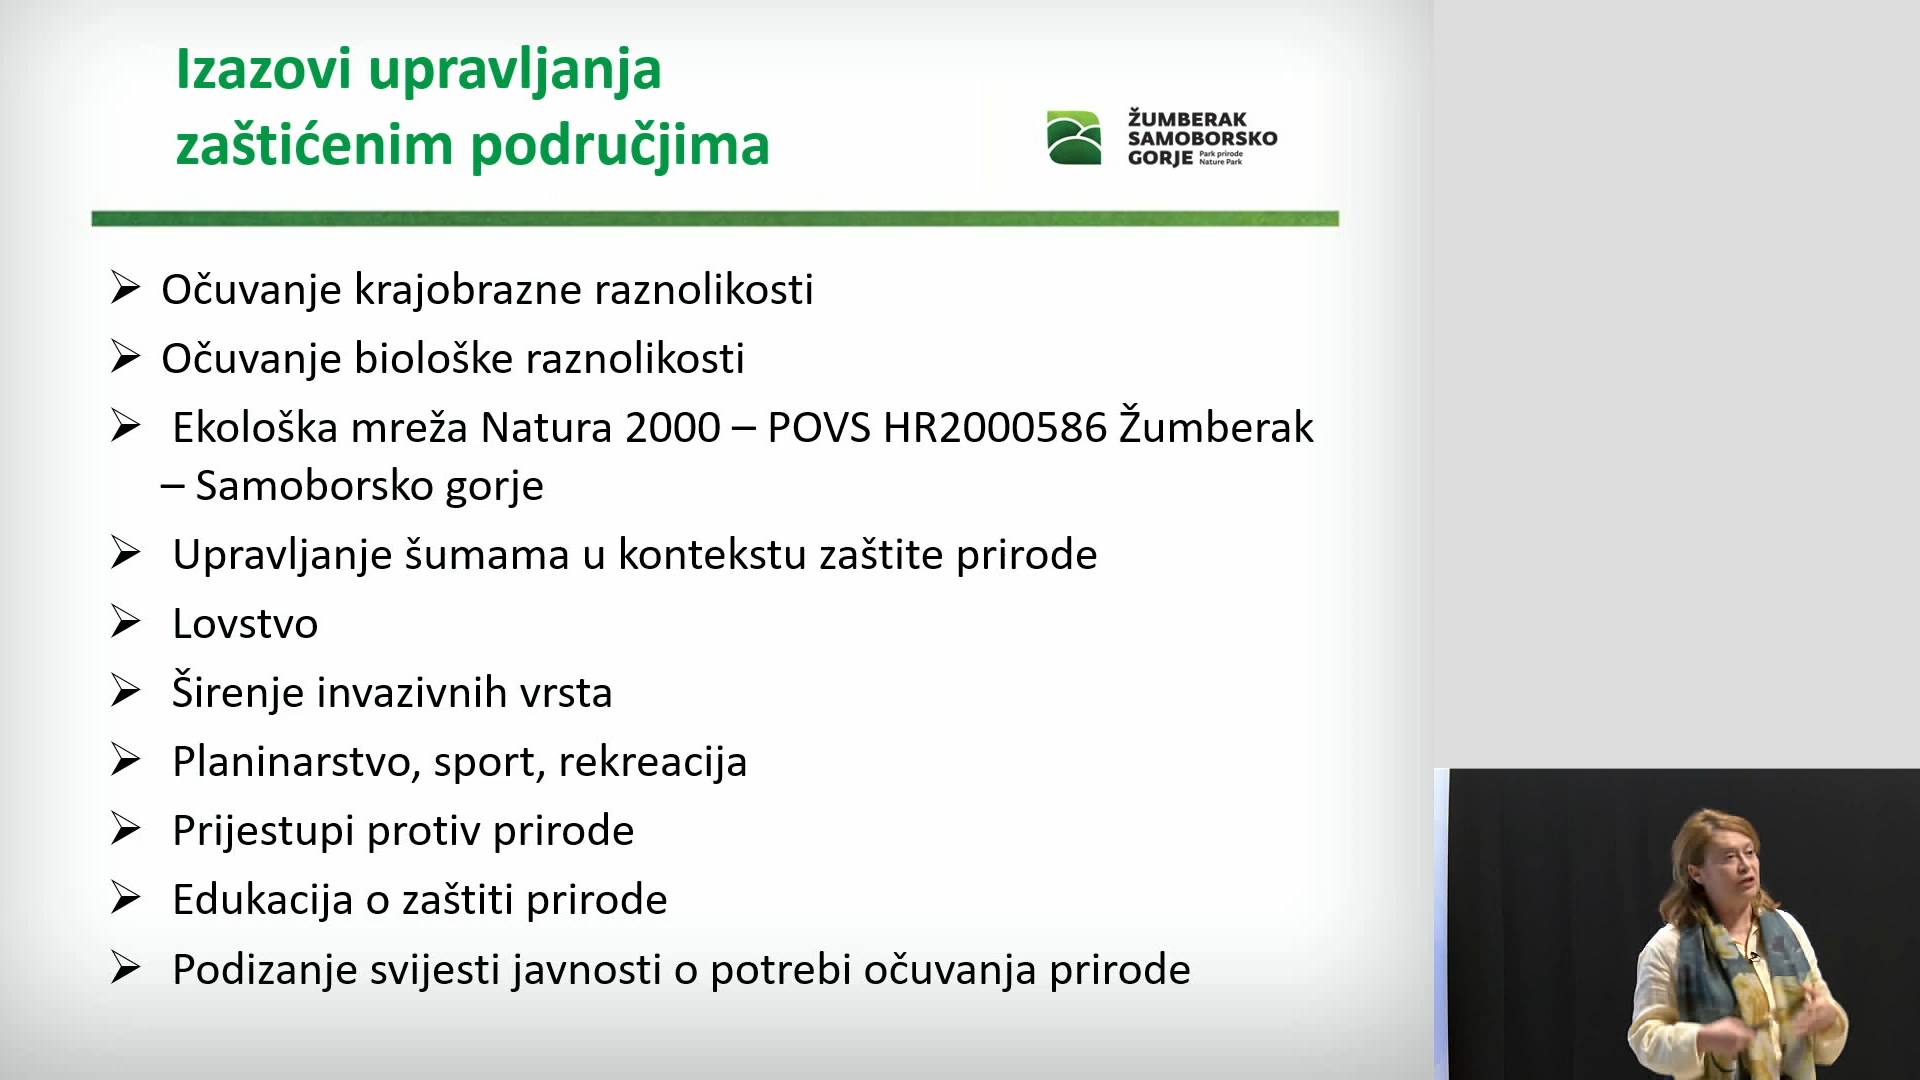 Izazovi upravljanja
zaštićenim područjima
ŽUMBERAK
SAMOBORSKO
GORJE Park prirode
Nature Park
➢ Očuvanje krajobrazne raznolikosti
➢ Očuvanje biološke raznolikosti
➢ Ekološka mreža Natura 2000 – POVS HR2000586 Žumberak
– Samoborsko gorje
➢ Upravljanje šumama u kontekstu zaštite prirode
➢ Lovstvo
➢ Širenje invazivnih vrsta
➢ Planinarstvo, sport, rekreacija
➢ Prijestupi protiv prirode
➢ Edukacija o zaštiti prirode
➢ Podizanje svijesti javnosti o potrebi očuvanja prirode